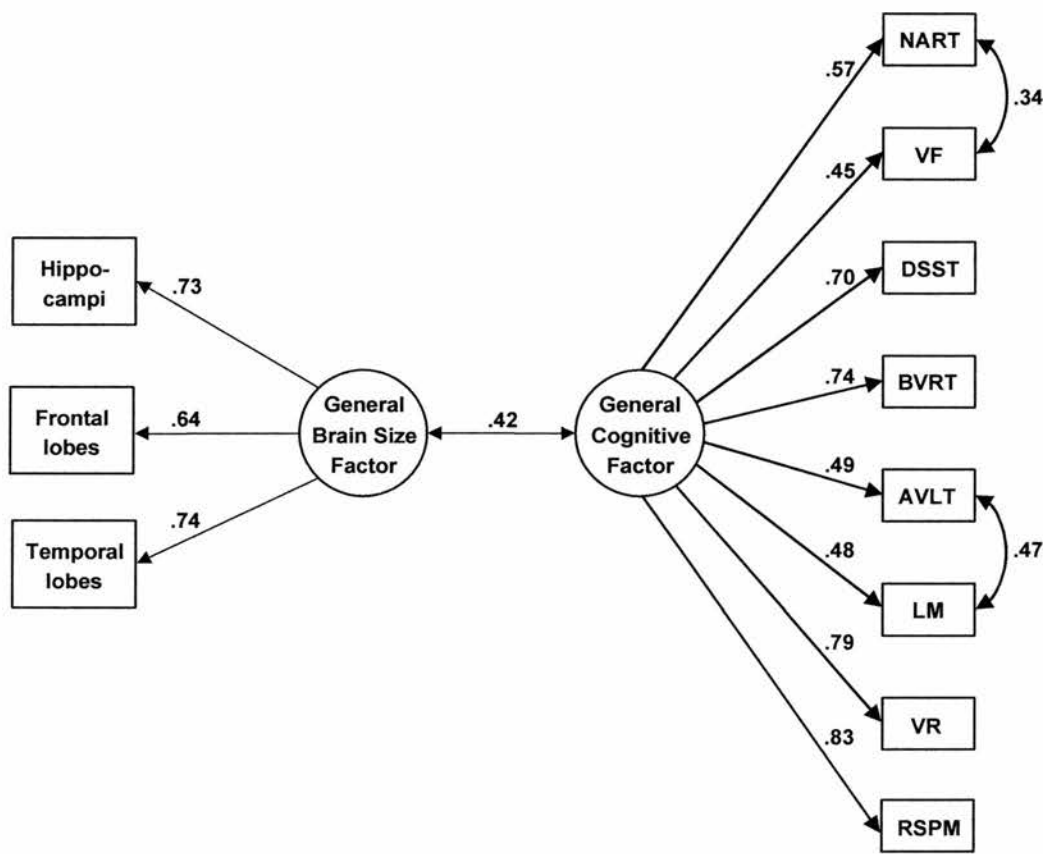 NART
.57
.34
VF
.45
DSST
.70
Hippo-
campi
.73
BVRT
.74
General
Brain Size
Factor
.42
General
Cognitive
Factor
Frontal
lobes
.64
AVLT
.49
.47
Temporal
lobes
.74
.48
LM
.79
VR
.83
RSPM